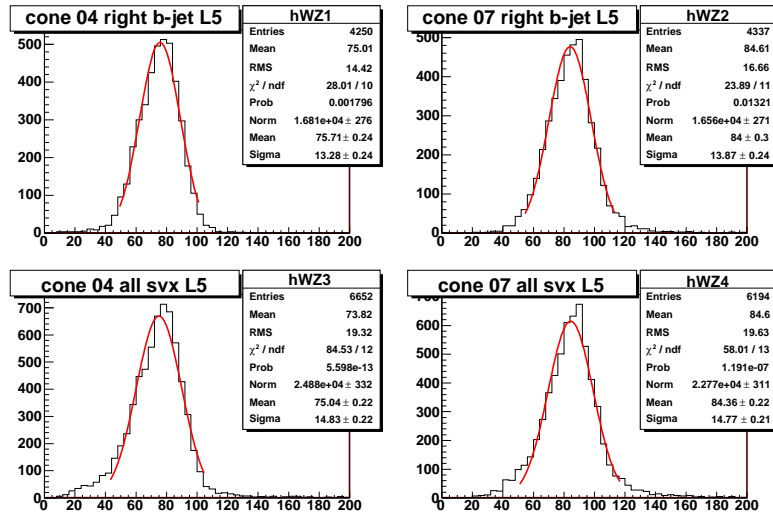 cone 04 right b-jet L5
hWZ1
Entries 4250
Mean 75.01
RMS 14.42
χ² / ndf 28.01 / 10
Prob 0.001796
Norm 1.681e+04 ± 276
Mean 75.71 ± 0.24
Sigma 13.28 ± 0.24
500
400
300
200
100
0
0 20 40 60 80 100 120 140 160 180 200
cone 07 right b-jet L5
hWZ2
Entries 4337
Mean 84.61
RMS 16.66
χ² / ndf 23.89 / 11
Prob 0.01321
Norm 1.656e+04 ± 271
Mean 84 ± 0.3
Sigma 13.87 ± 0.24
500
400
300
200
100
0
0 20 40 60 80 100 120 140 160 180 200
cone 04 all svx L5
hWZ3
Entries 6652
Mean 73.82
RMS 19.32
χ² / ndf 84.53 / 12
Prob 5.598e-13
Norm 2.488e+04 ± 332
Mean 75.04 ± 0.22
Sigma 14.83 ± 0.22
700
600
500
400
300
200
100
0
0 20 40 60 80 100 120 140 160 180 200
cone 07 all svx L5
hWZ4
Entries 6194
Mean 84.6
RMS 19.63
χ² / ndf 58.01 / 13
Prob 1.191e-07
Norm 2.277e+04 ± 311
Mean 84.36 ± 0.22
Sigma 14.77 ± 0.21
600
500
400
300
200
100
0
0 20 40 60 80 100 120 140 160 180 200